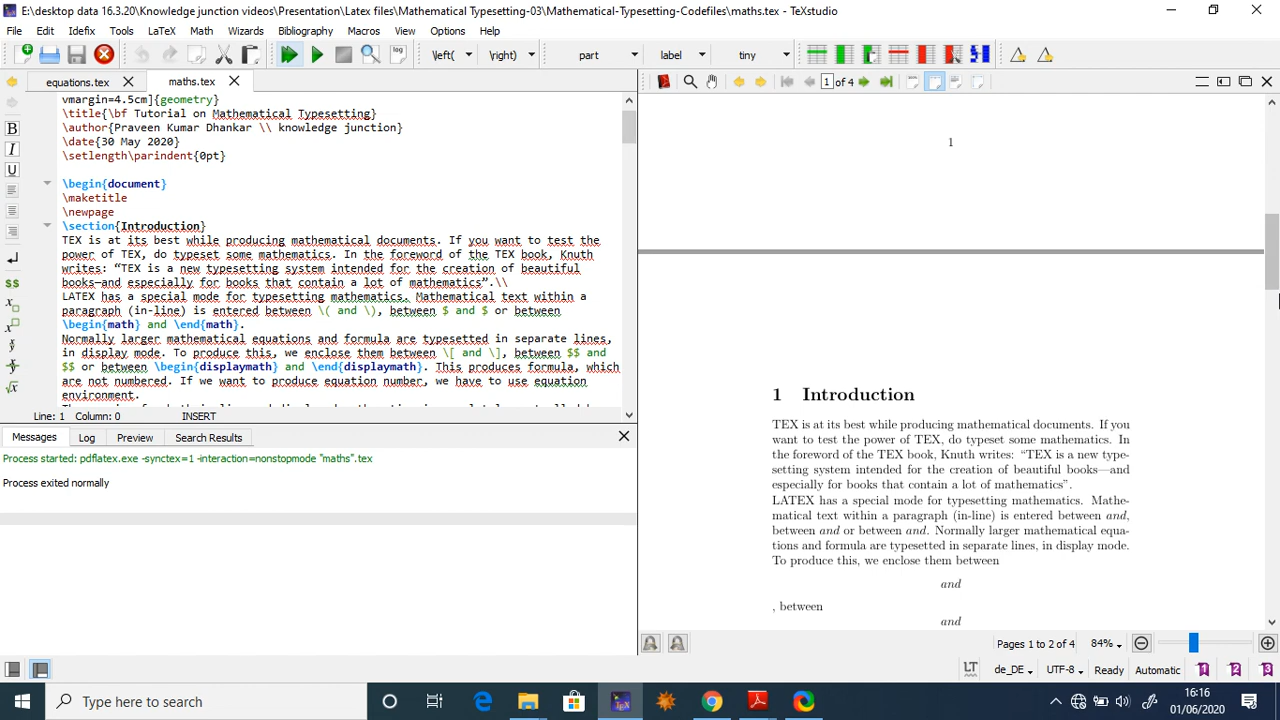 E:\desktop data 16.3.20\Knowledge junction videos\Presentation\Latex files\Mathematical Typesetting-03\Mathematical-Typesetting-Codefiles\maths.tex - TeXstudio
File Edit Idefix Tools LaTeX Math Wizards Bibliography Macros View Options Help
\left( \right) part label tiny
equations.tex maths.tex
1 of 4
vmargin=4.5cm]{geometry}
\title{\bf Tutorial on Mathematical Typesetting}
\author{Praveen Kumar Dhankar \\ knowledge junction}
\date{30 May 2020}
\setlength\parindent{0pt}
\begin{document}
\maketitle
\newpage
\section{Introduction}
TEX is at its best while producing mathematical documents. If you want to test the
power of TEX, do typeset some mathematics. In the foreword of the TEX book, Knuth
writes: “TEX is a new typesetting system intended for the creation of beautiful
books—and especially for books that contain a lot of mathematics”.\\
LATEX has a special mode for typesetting mathematics. Mathematical text within a
paragraph (in-line) is entered between \( and \), between $ and $ or between
\begin{math} and \end{math}.
Normally larger mathematical equations and formula are typesetted in separate lines,
in display mode. To produce this, we enclose them between \[ and \], between $$ and
$$ or between \begin{displaymath} and \end{displaymath}. This produces formula, which
are not numbered. If we want to produce equation number, we have to use equation
environment.
Line: 1 Column: 0 INSERT
Messages Log Preview Search Results
Process started: pdflatex.exe -synctex=1 -interaction=nonstopmode "maths".tex
Process exited normally
1
1 Introduction
TEX is at its best while producing mathematical documents. If you
want to test the power of TEX, do typeset some mathematics. In
the foreword of the TEX book, Knuth writes: “TEX is a new type-
setting system intended for the creation of beautiful books—and
especially for books that contain a lot of mathematics”.
LATEX has a special mode for typesetting mathematics. Mathe-
matical text within a paragraph (in-line) is entered between and,
between and or between and. Normally larger mathematical equa-
tions and formula are typesetted in separate lines, in display mode.
To produce this, we enclose them between
and
, between
and
Pages 1 to 2 of 4 84%
LT de_DE UTF-8 Ready Automatic 1 2 3
Type here to search
16:16
01/06/2020